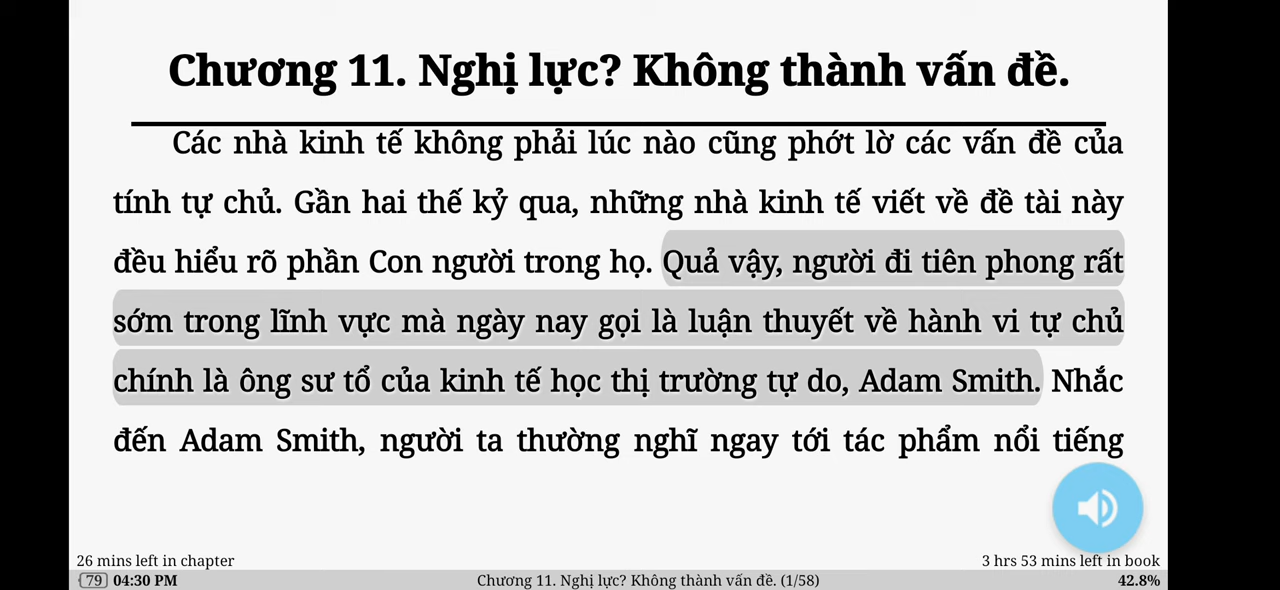 Chương 11. Nghị lực? Không thành vấn đề.
Các nhà kinh tế không phải lúc nào cũng phớt lờ các vấn đề của
tính tự chủ. Gần hai thế kỷ qua, những nhà kinh tế viết về đề tài này
đều hiểu rõ phần Con người trong họ. Quả vậy, người đi tiên phong rất
sớm trong lĩnh vực mà ngày nay gọi là luận thuyết về hành vi tự chủ
chính là ông sư tổ của kinh tế học thị trường tự do, Adam Smith. Nhắc
đến Adam Smith, người ta thường nghĩ ngay tới tác phẩm nổi tiếng
26 mins left in chapter
3 hrs 53 mins left in book
79 04:30 PM
Chương 11. Nghị lực? Không thành vấn đề. (1/58)
42.8%